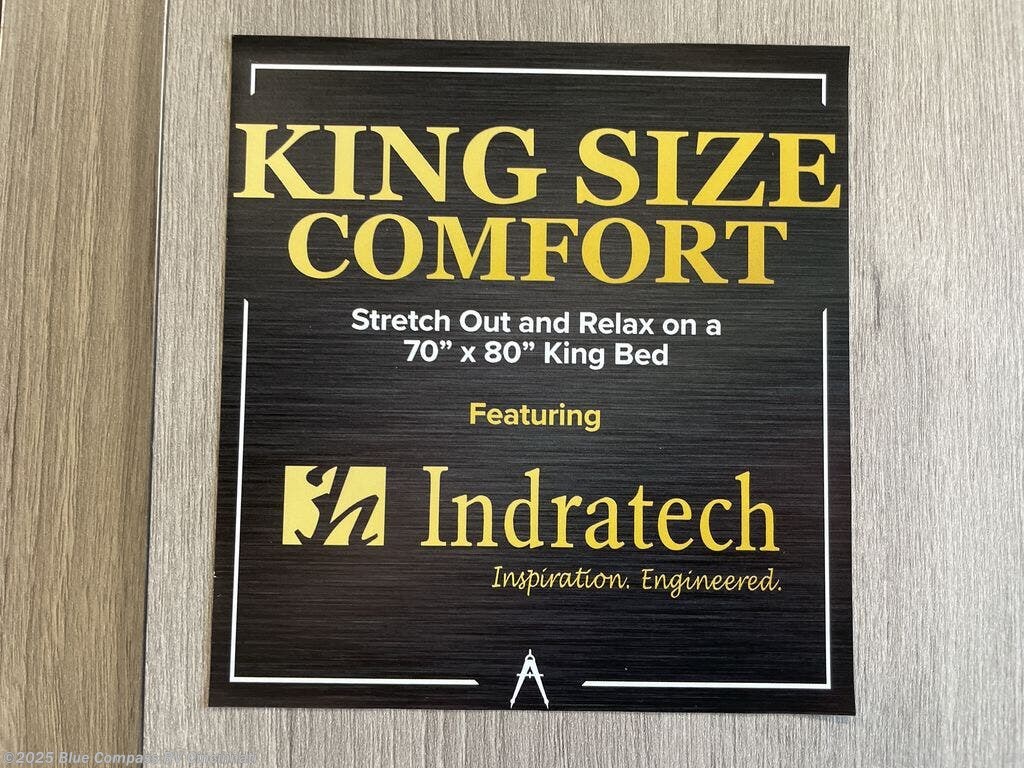 KING SIZE
COMFORT
Stretch Out and Relax on a
70” x 80” King Bed
Featuring
Indratech
Inspiration. Engineered.
©2025 Blue Compass RV